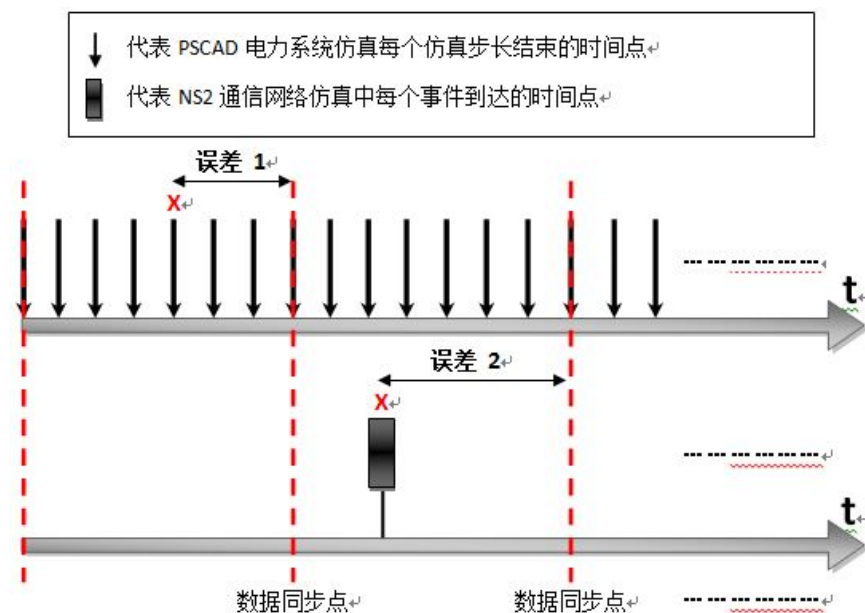 代表 PSCAD 电力系统仿真每个仿真步长结束的时间点↵
代表 NS2 通信网络仿真中每个事件到达的时间点↵
误差 1↵
X↵
t↵
误差 2↵
X↵
t↵
数据同步点↵ 数据同步点↵